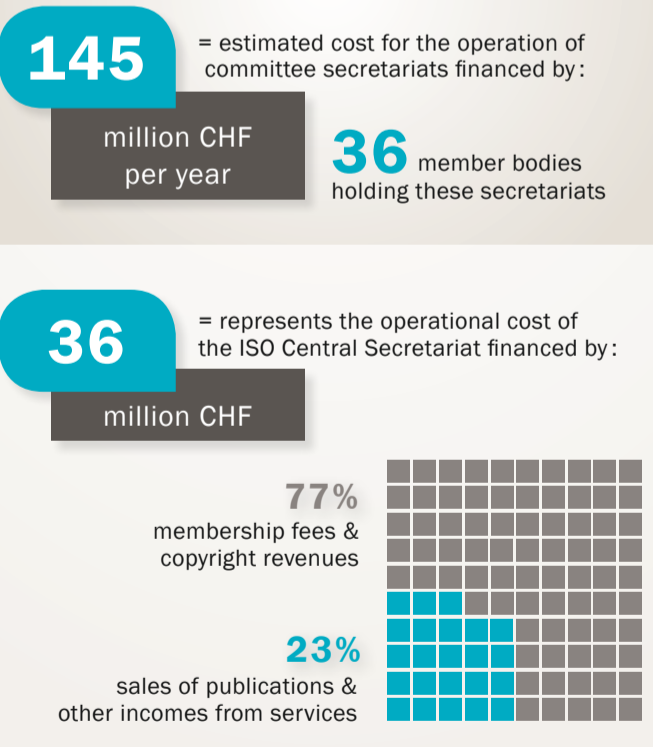 145
million CHF
per year
= estimated cost for the operation of
committee secretariats financed by:
36 member bodies
holding these secretariats
36
million CHF
= represents the operational cost of
the ISO Central Secretariat financed by:
77%
membership fees &
copyright revenues
23%
sales of publications &
other incomes from services